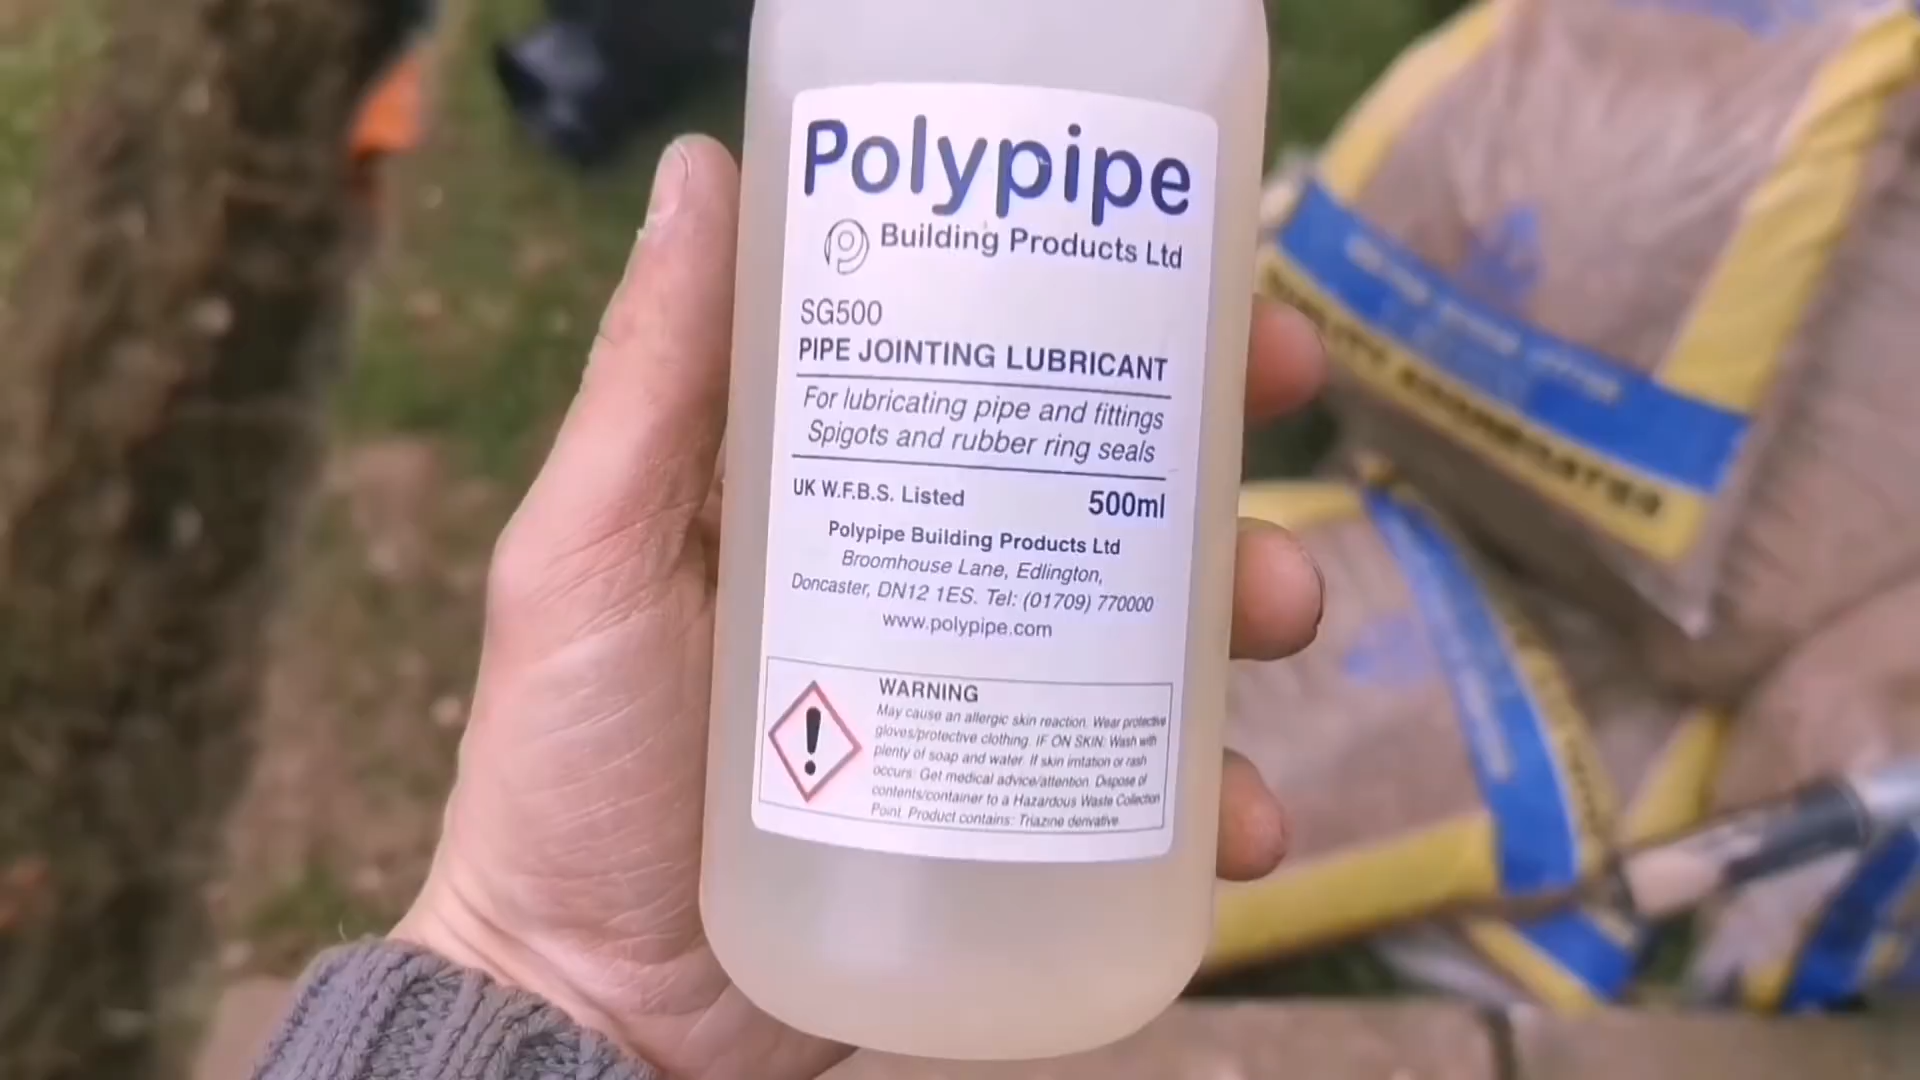 Polypipe
Building Products Ltd
SG500
PIPE JOINTING LUBRICANT
For lubricating pipe and fittings
Spigots and rubber ring seals
UK W.F.B.S. Listed 500ml
Polypipe Building Products Ltd
Broomhouse Lane, Edlington,
Doncaster, DN12 1ES. Tel: (01709) 770000
www.polypipe.com
WARNING
May cause an allergic skin reaction. Wear protective
gloves/protective clothing. IF ON SKIN: Wash with
plenty of soap and water. If skin irritation or rash
occurs: Get medical advice/attention. Dispose of
contents/container to a Hazardous Waste Collection
Point. Product contains: Triazine derivative